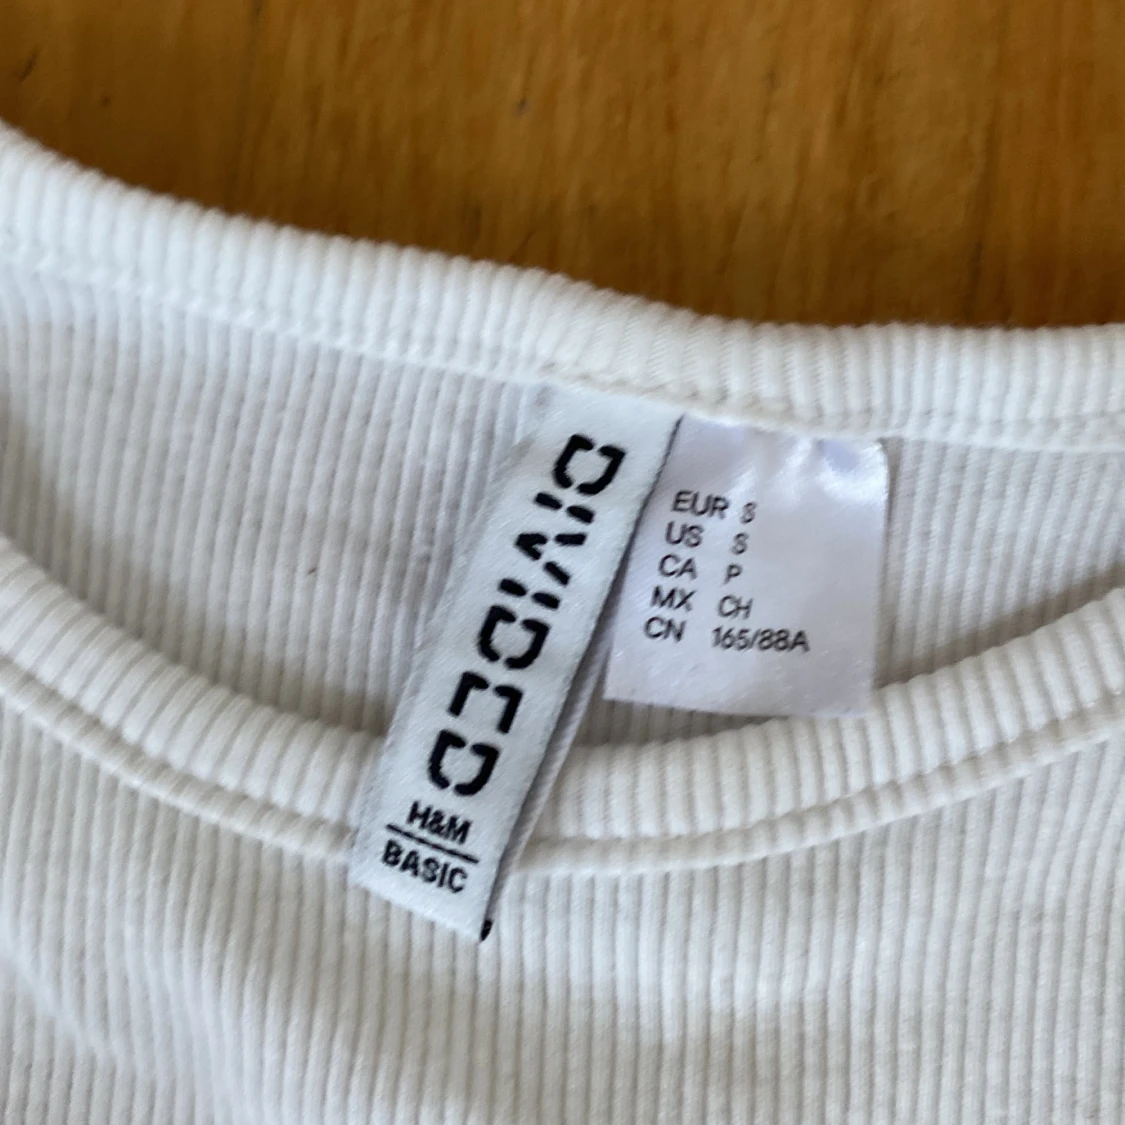 DIVIDED
H&M
BASIC
EUR S
US S
CA P
MX CH
CN 165/88A